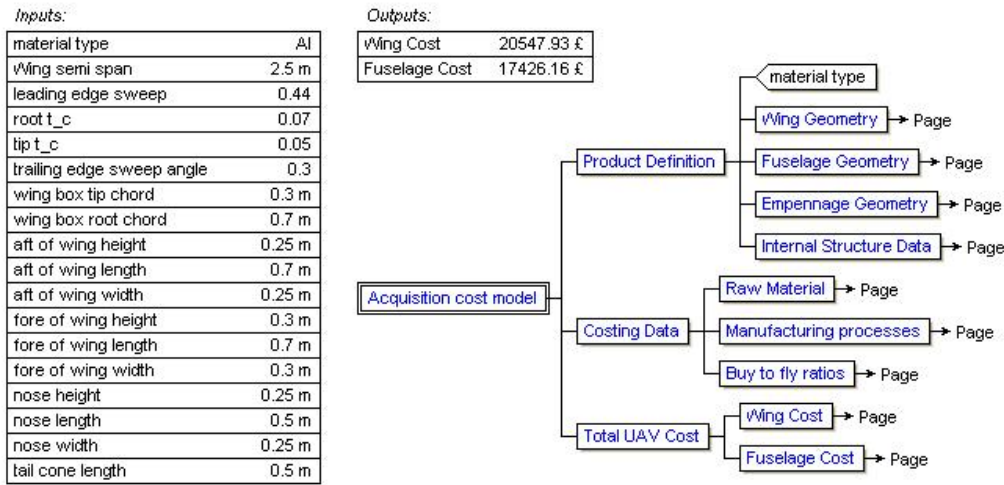 Inputs:
material type Al
Wing semi span 2.5 m
leading edge sweep 0.44
root t_c 0.07
tip t_c 0.05
trailing edge sweep angle 0.3
wing box tip chord 0.3 m
wing box root chord 0.7 m
aft of wing height 0.25 m
aft of wing length 0.7 m
aft of wing width 0.25 m
fore of wing height 0.3 m
fore of wing length 0.7 m
fore of wing width 0.3 m
nose height 0.25 m
nose length 0.5 m
nose width 0.25 m
tail cone length 0.5 m
Outputs:
Wing Cost 20547.93 £
Fuselage Cost 17426.16 £
Acquisition cost model
Product Definition
material type
Wing Geometry Page
Fuselage Geometry Page
Empennage Geometry Page
Internal Structure Data Page
Costing Data
Raw Material Page
Manufacturing processes Page
Buy to fly ratios Page
Total UAV Cost
Wing Cost Page
Fuselage Cost Page